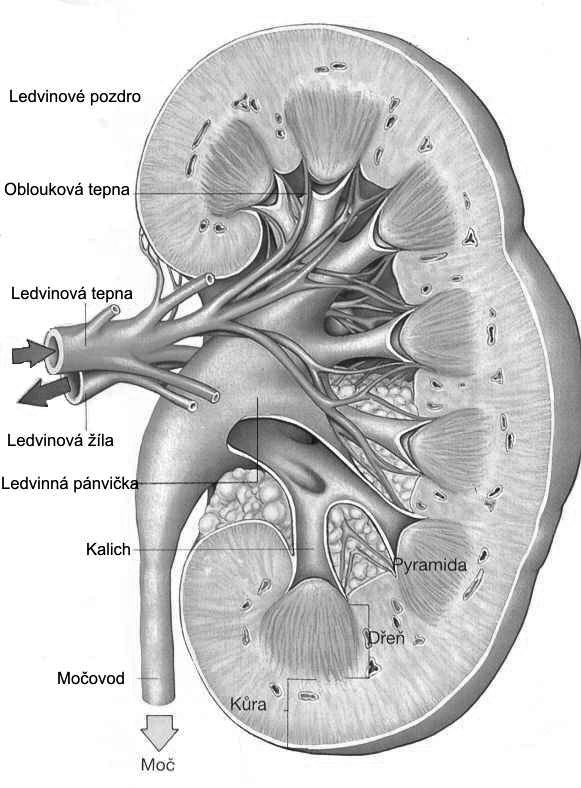 Ledvinové pozdro
Oblouková tepna
Ledvinová tepna
Ledvinová žíla
Ledvinná pánvička
Kalich
Pyramida
Dřeň
Močovod
Kůra
Moč